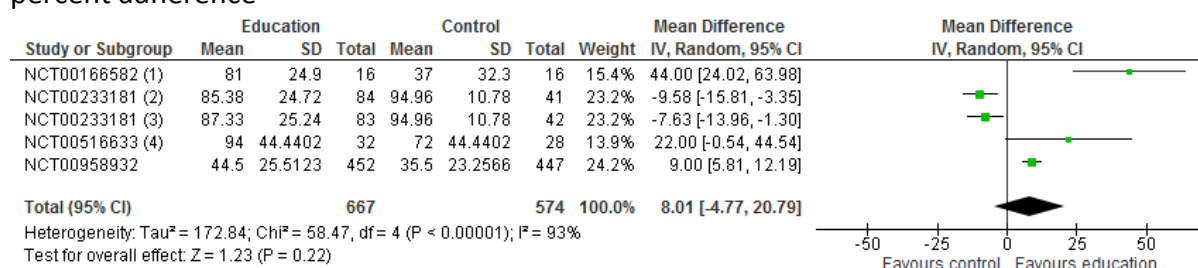 percent adherence
Education Control Mean Difference Mean Difference
Study or Subgroup Mean SD Total Mean SD Total Weight IV, Random, 95% CI IV, Random, 95% CI
NCT00166582 (1) 81 24.9 16 37 32.3 16 15.4% 44.00 [24.02, 63.98]
NCT00233181 (2) 85.38 24.72 84 94.96 10.78 41 23.2% -9.58 [-15.81, -3.35]
NCT00233181 (3) 87.33 25.24 83 94.96 10.78 42 23.2% -7.63 [-13.96, -1.30]
NCT00516633 (4) 94 44.4402 32 72 44.4402 28 13.9% 22.00 [-0.54, 44.54]
NCT00958932 44.5 25.5123 452 35.5 23.2566 447 24.2% 9.00 [5.81, 12.19]
Total (95% CI) 667 574 100.0% 8.01 [-4.77, 20.79]
Heterogeneity: Tau² = 172.84; Chi² = 58.47, df = 4 (P < 0.00001); I² = 93%
Test for overall effect: Z = 1.23 (P = 0.22)
-50 -25 0 25 50
Favours control Favours education